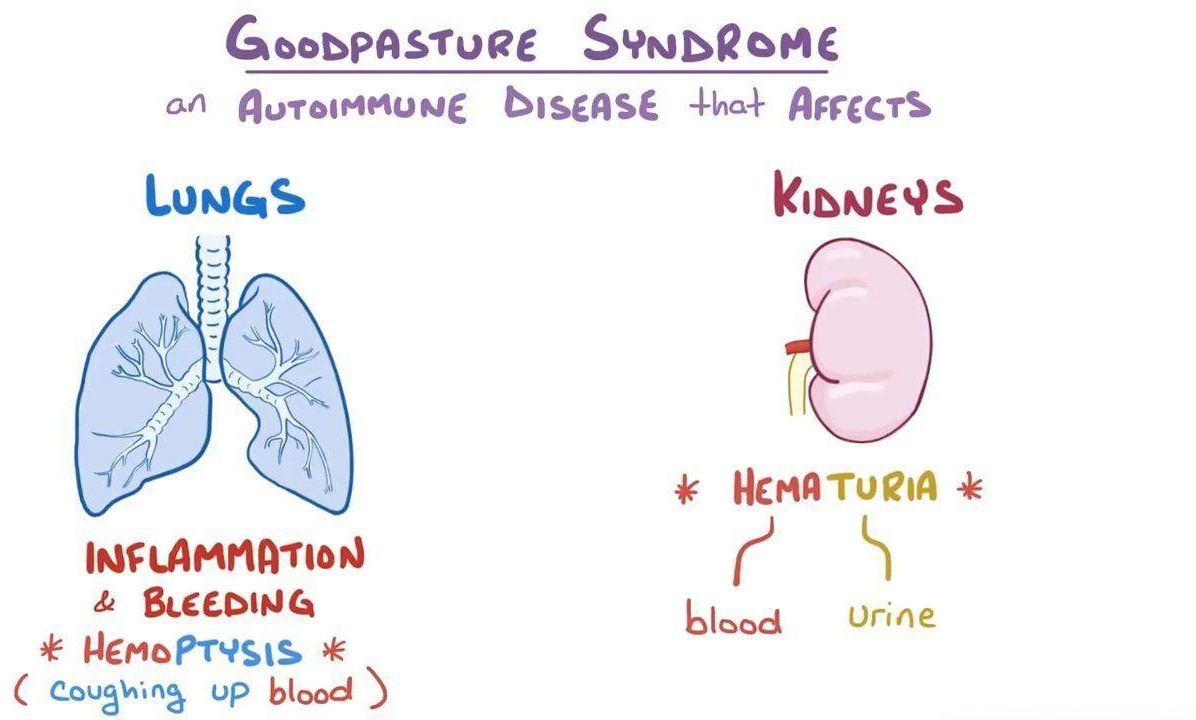 GOODPASTURE SYNDROME
an AUTOIMMUNE DISEASE that AFFECTS
LUNGS
INFLAMMATION
& BLEEDING
* HEMOPTYSIS *
( coughing up blood )
KIDNEYS
* HEMATURIA *
blood urine